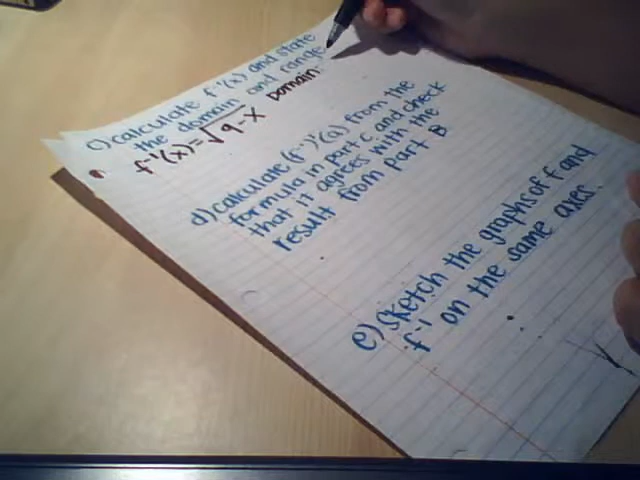 c) calculate f⁻¹(x) and state
the domain and range
f⁻¹(x)=√9-x Domain:
d) calculate (f⁻¹)'(a) from the
formula in part C and check
that it agrees with the
result from part B
e) Sketch the graphs of f and
f⁻¹ on the same axes.